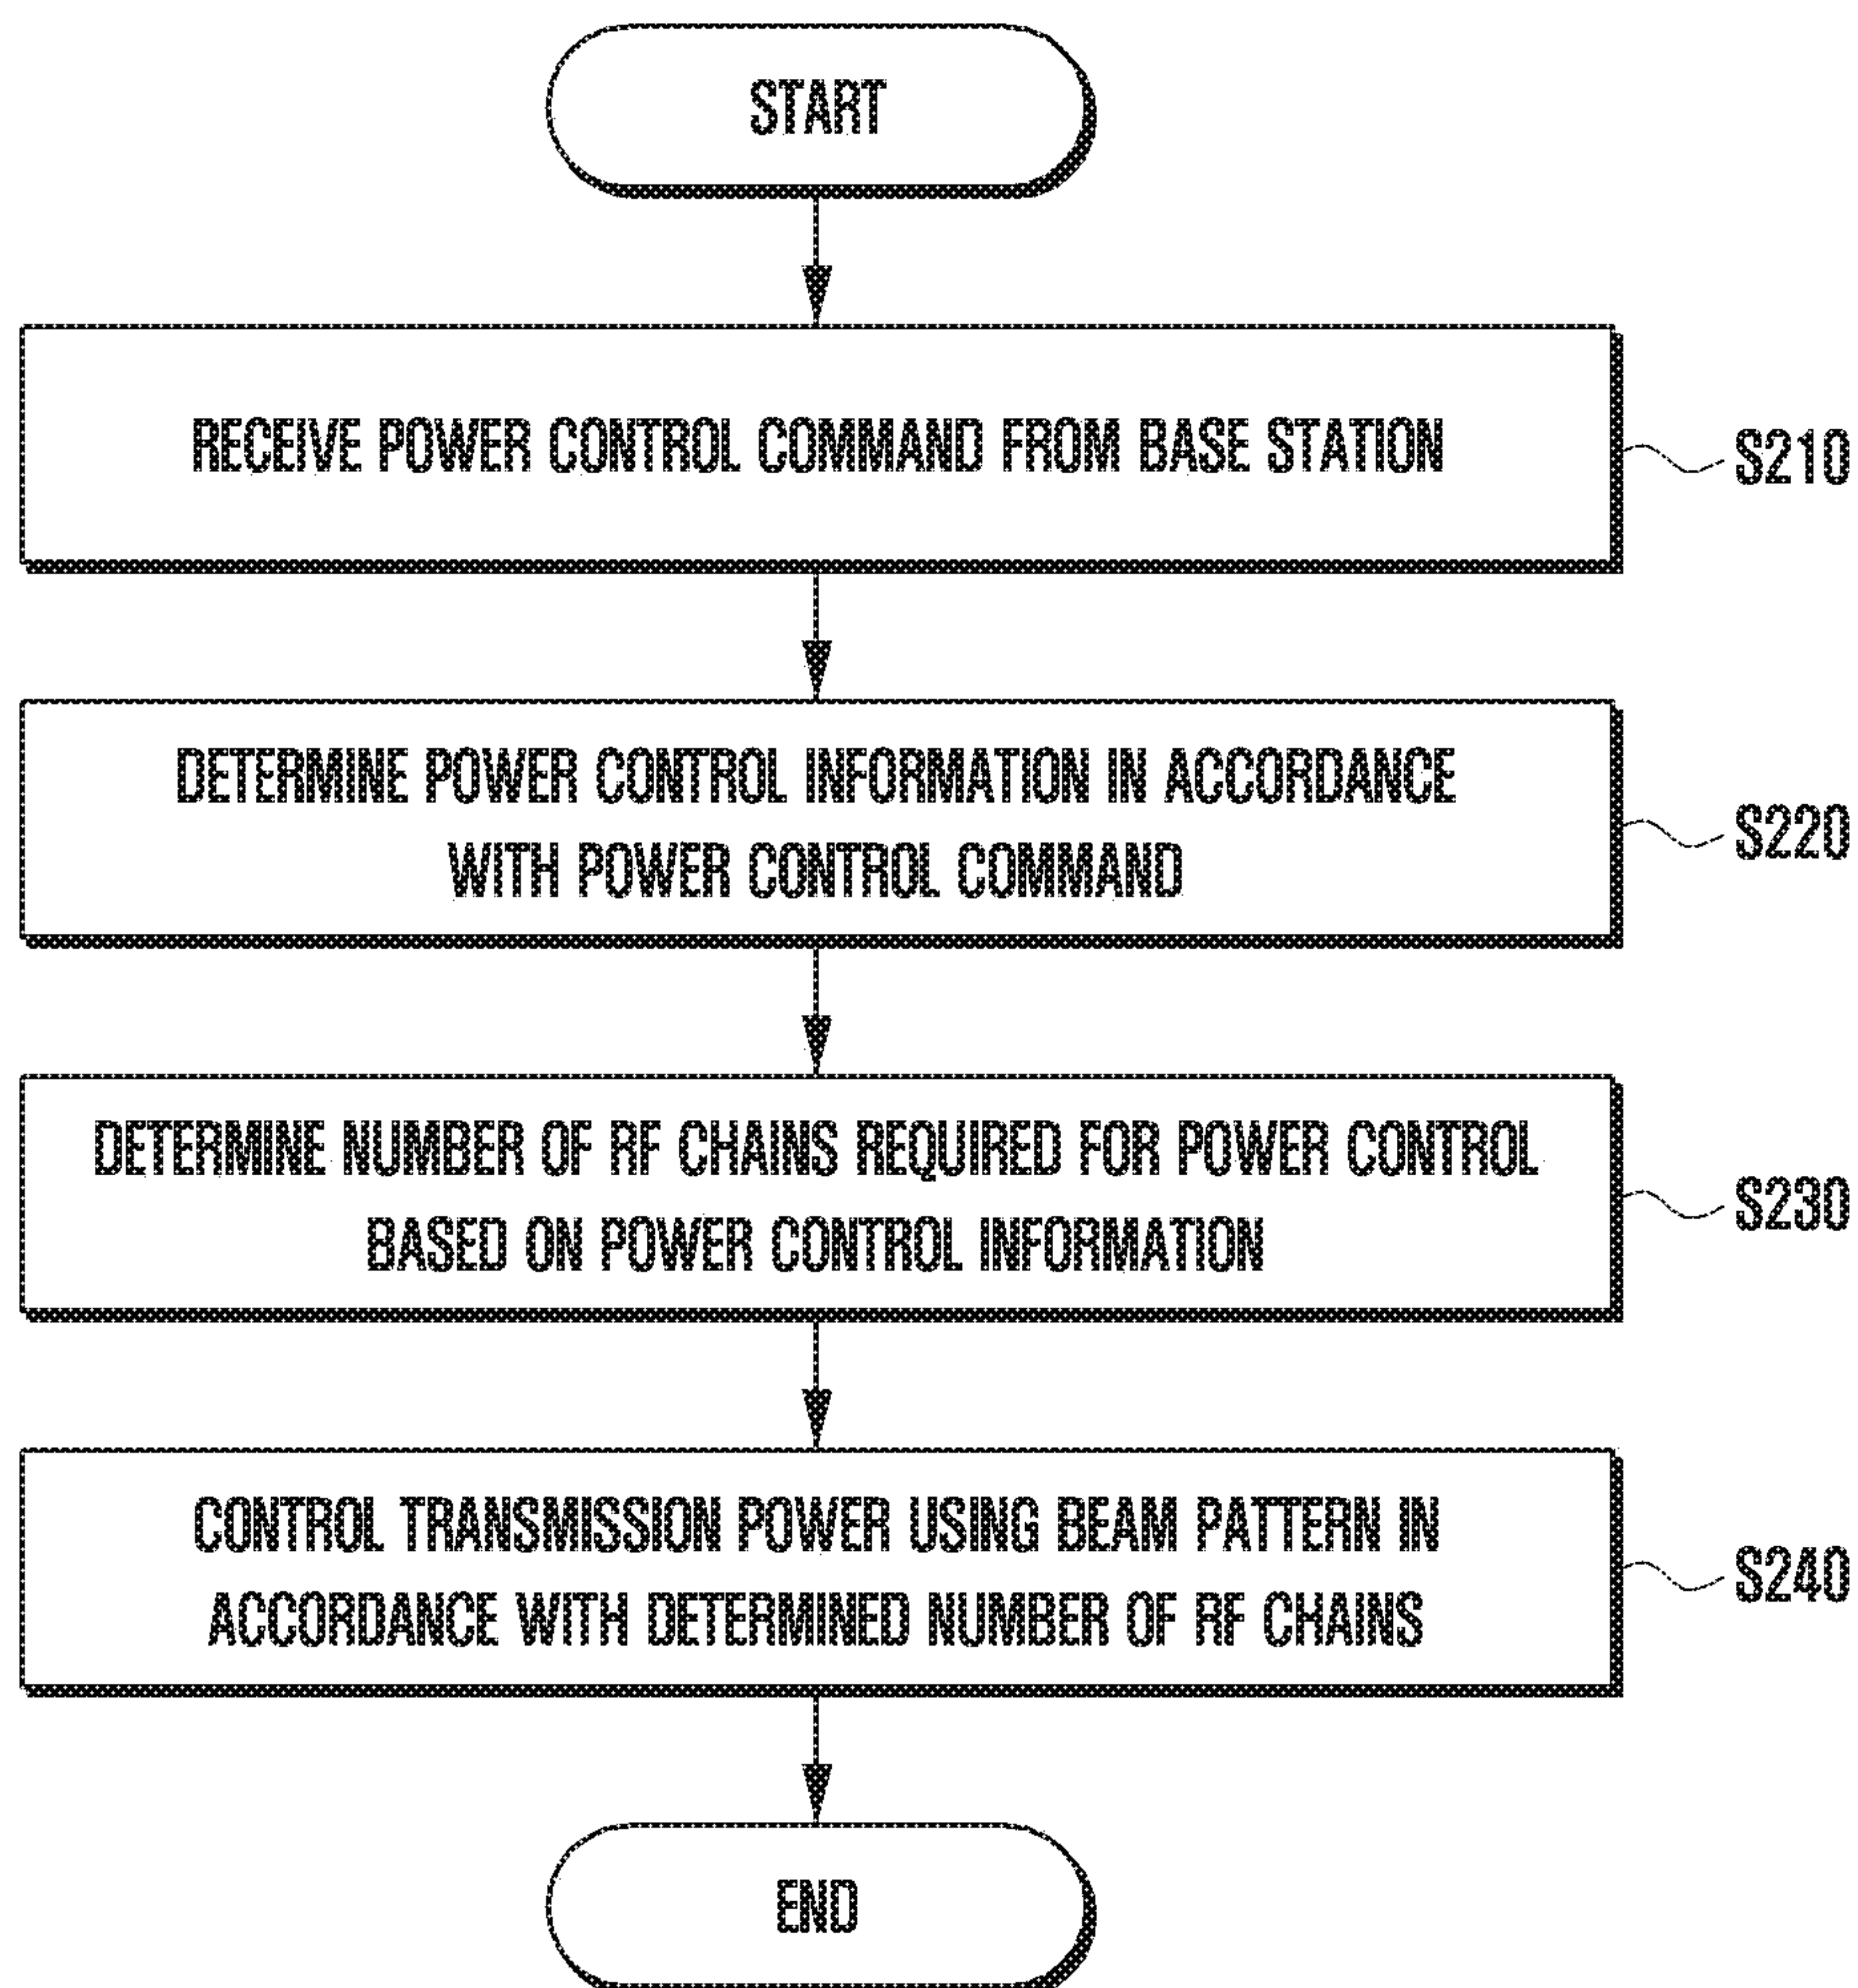 START
RECEIVE POWER CONTROL COMMAND FROM BASE STATION
S210
DETERMINE POWER CONTROL INFORMATION IN ACCORDANCE
WITH POWER CONTROL COMMAND
S220
DETERMINE NUMBER OF RF CHAINS REQUIRED FOR POWER CONTROL
BASED ON POWER CONTROL INFORMATION
S230
CONTROL TRANSMISSION POWER USING BEAM PATTERN IN
ACCORDANCE WITH DETERMINED NUMBER OF RF CHAINS
S240
END